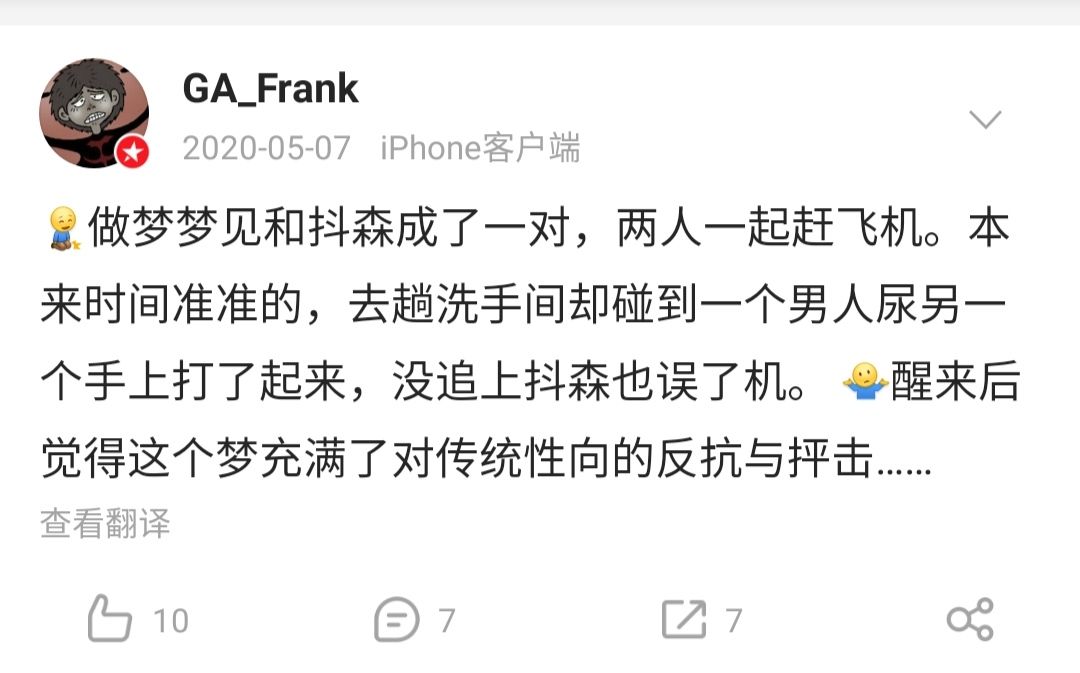 GA_Frank
2020-05-07 iPhone客户端
做梦梦见和抖森成了一对，两人一起赶飞机。本
来时间准准的，去趟洗手间却碰到一个男人尿另一
个手上打了起来，没追上抖森也误了机。🤷醒来后
觉得这个梦充满了对传统性向的反抗与抨击……
查看翻译
10 7 7